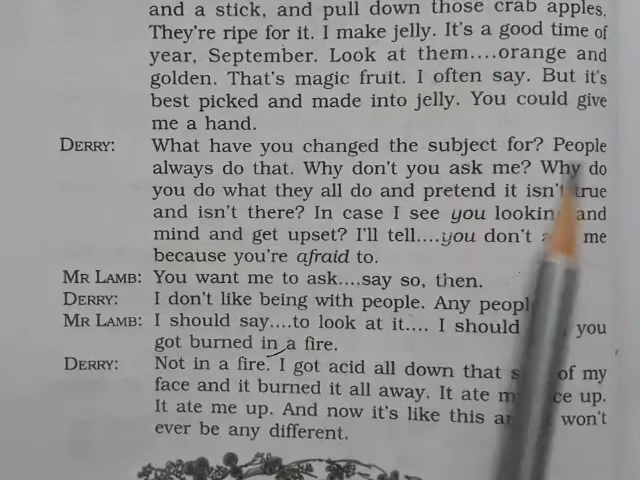 and a stick, and pull down those crab apples.
They're ripe for it. I make jelly. It's a good time of
year, September. Look at them....orange and
golden. That's magic fruit. I often say. But it's
best picked and made into jelly. You could give
me a hand.
DERRY: What have you changed the subject for? People
always do that. Why don't you ask me? Why do
you do what they all do and pretend it isn't true
and isn't there? In case I see you looking and
mind and get upset? I'll tell....you don't me
because you're afraid to.
MR LAMB: You want me to ask....say so, then.
DERRY: I don't like being with people. Any people
MR LAMB: I should say....to look at it.... I should you
got burned in a fire.
DERRY: Not in a fire. I got acid all down that of my
face and it burned it all away. It ate up.
It ate me up. And now it's like this won't
ever be any different.